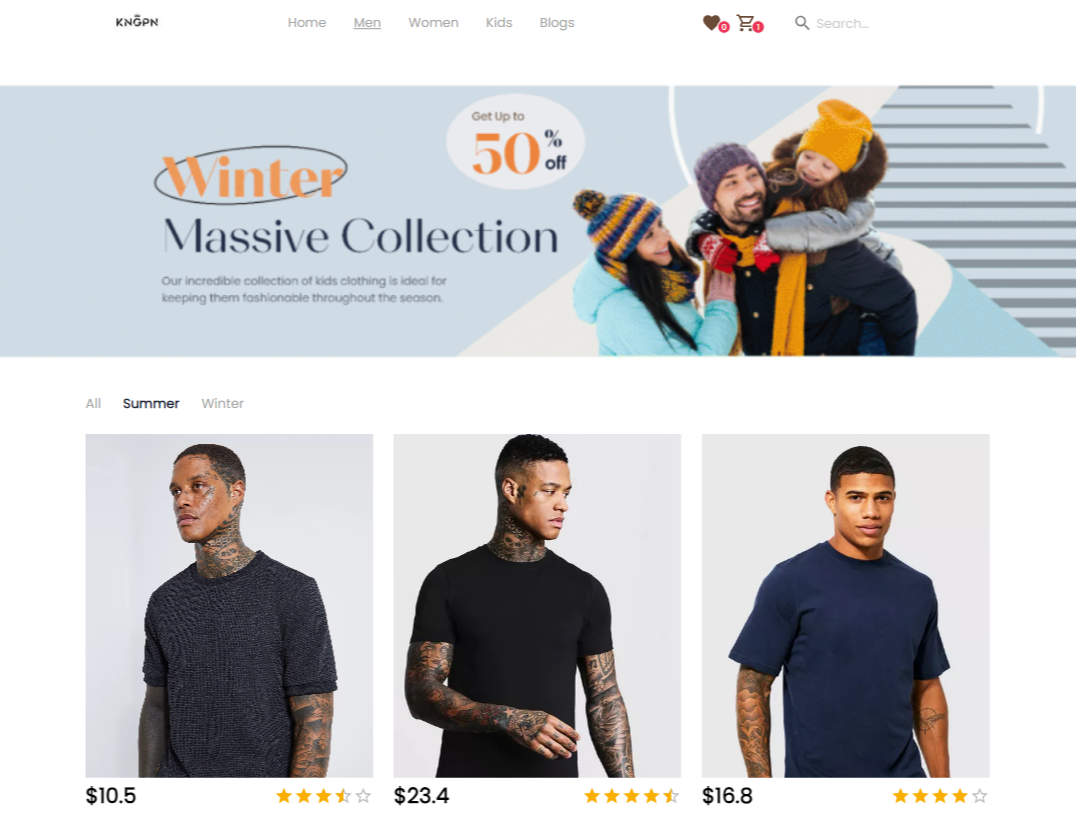 KNGPN
Home Men Women Kids Blogs
0 1
Search...
Get Up to
50% off
Winter
Massive Collection
Our incredible collection of kids clothing is ideal for
keeping them fashionable throughout the season.
All Summer Winter
$10.5 $23.4 $16.8